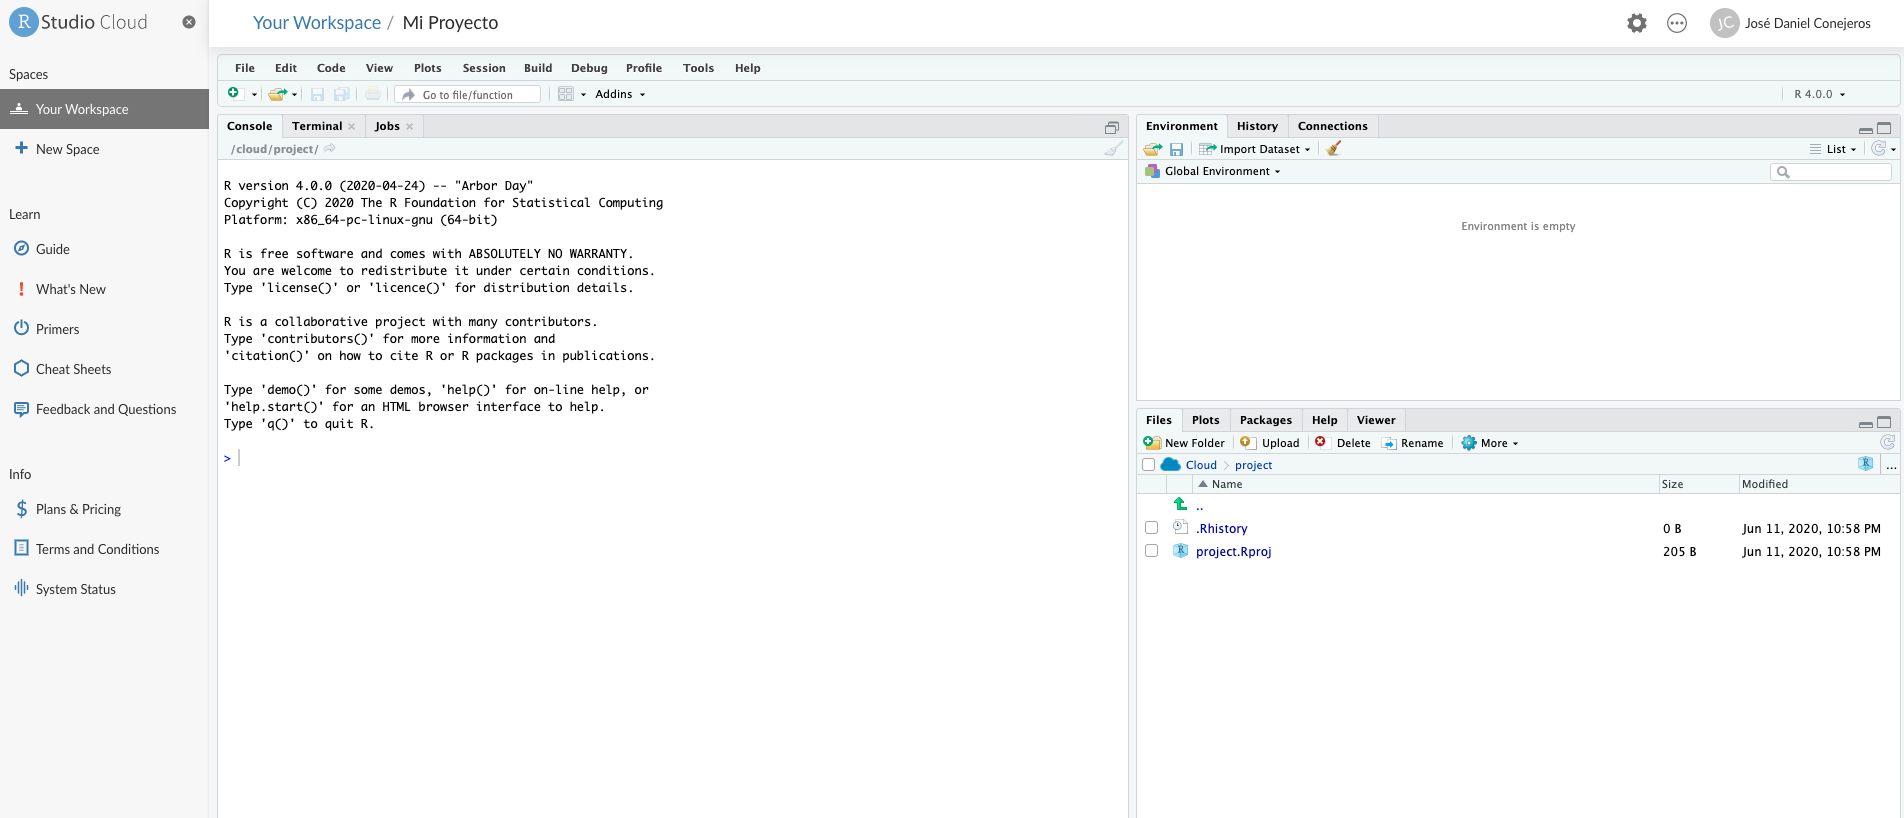 R Studio Cloud
Your Workspace / Mi Proyecto
JC José Daniel Conejeros
Spaces
Your Workspace
New Space
Learn
Guide
What's New
Primers
Cheat Sheets
Feedback and Questions
Info
Plans & Pricing
Terms and Conditions
System Status
File Edit Code View Plots Session Build Debug Profile Tools Help
Go to file/function Addins R 4.0.0
Console Terminal Jobs
/cloud/project/
R version 4.0.0 (2020-04-24) -- "Arbor Day"
Copyright (C) 2020 The R Foundation for Statistical Computing
Platform: x86_64-pc-linux-gnu (64-bit)
R is free software and comes with ABSOLUTELY NO WARRANTY.
You are welcome to redistribute it under certain conditions.
Type 'license()' or 'licence()' for distribution details.
R is a collaborative project with many contributors.
Type 'contributors()' for more information and
'citation()' on how to cite R or R packages in publications.
Type 'demo()' for some demos, 'help()' for on-line help, or
'help.start()' for an HTML browser interface to help.
Type 'q()' to quit R.
>
Environment History Connections
Import Dataset List
Global Environment
Environment is empty
Files Plots Packages Help Viewer
New Folder Upload Delete Rename More
Cloud project R ...
Name Size Modified
..
.Rhistory 0 B Jun 11, 2020, 10:58 PM
R project.Rproj 205 B Jun 11, 2020, 10:58 PM